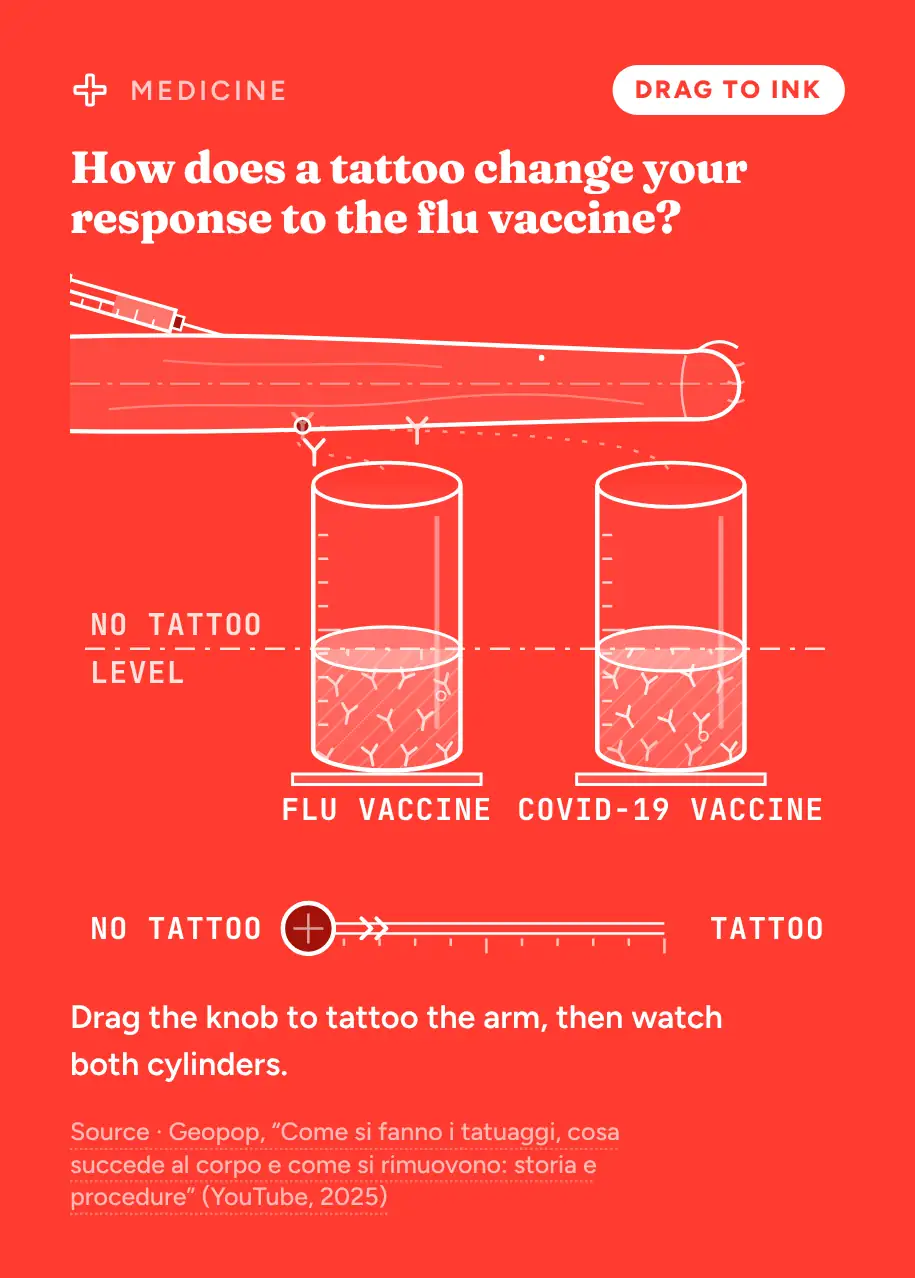 MEDICINE
DRAG TO INK
How does a tattoo change your
response to the flu vaccine?
NO TATTOO
LEVEL
FLU VACCINE
COVID-19 VACCINE
NO TATTOO
TATTOO
Drag the knob to tattoo the arm, then watch
both cylinders.
Source · Geopop, “Come si fanno i tatuaggi, cosa
succede al corpo e come si rimuovono: storia e
procedure” (YouTube, 2025)